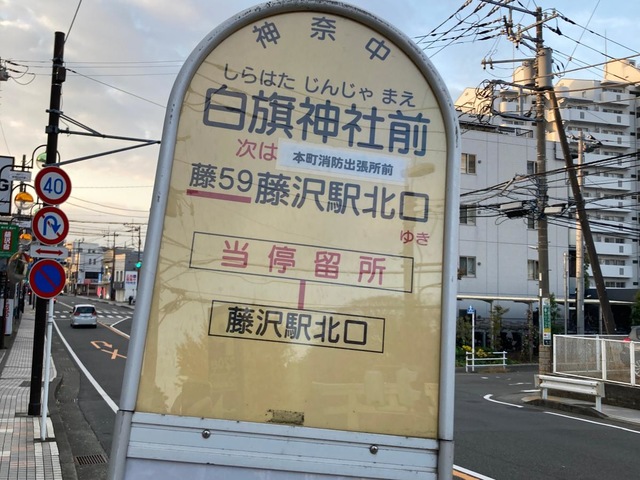 神奈中
しらはた じんじゃ まえ
白旗神社前
次は 本町消防出張所前
藤59 藤沢駅北口
ゆき
当停留所
藤沢駅北口
40